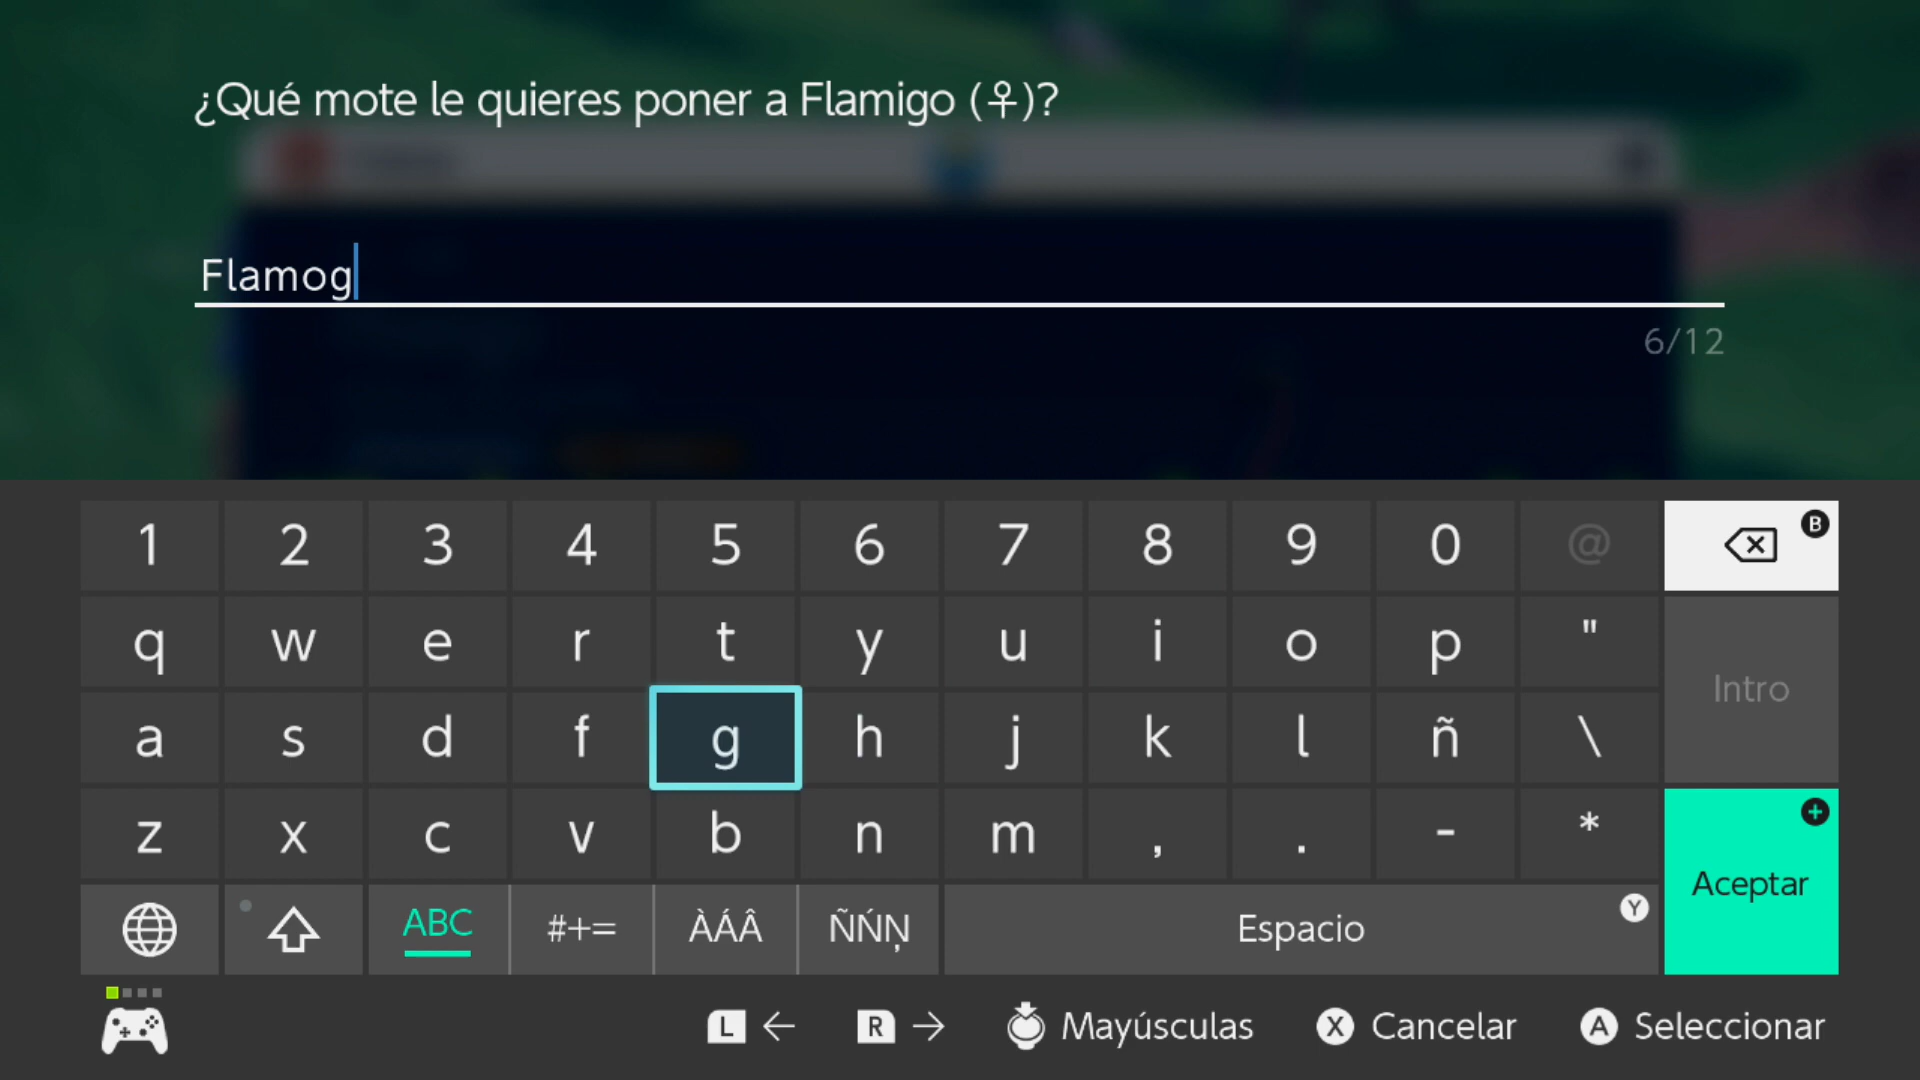 ¿Qué mote le quieres poner a Flamigo (♀)?
Flamog
6/12
1 2 3 4 5 6 7 8 9 0 @ B
q w e r t y u i o p "
Intro
a s d f g h j k l ñ \
z x c v b n m , . - *
+
Aceptar
ABC #+= ÀÁÂ ÑŃŅ Espacio Y
L ← R → Mayúsculas X Cancelar A Seleccionar